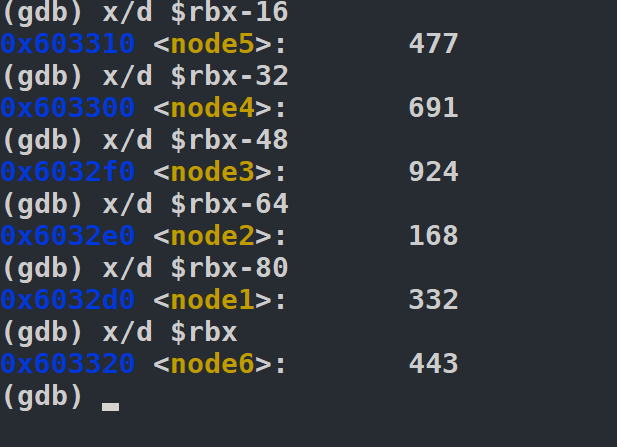 (gdb) x/d $rbx-16
0x603310 <node5>: 477
(gdb) x/d $rbx-32
0x603300 <node4>: 691
(gdb) x/d $rbx-48
0x6032f0 <node3>: 924
(gdb) x/d $rbx-64
0x6032e0 <node2>: 168
(gdb) x/d $rbx-80
0x6032d0 <node1>: 332
(gdb) x/d $rbx
0x603320 <node6>: 443
(gdb)